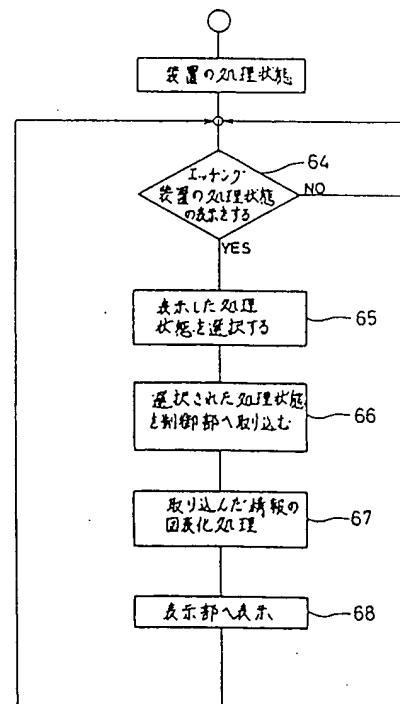 装置の処理状態
エッチング
装置の処理状態
の表示をする
64
NO
YES
表示した処理
状態を選択する
65
選択された処理状態
を制御部へ取り込む
66
取り込んだ情報の
図表化処理
67
表示部へ表示
68